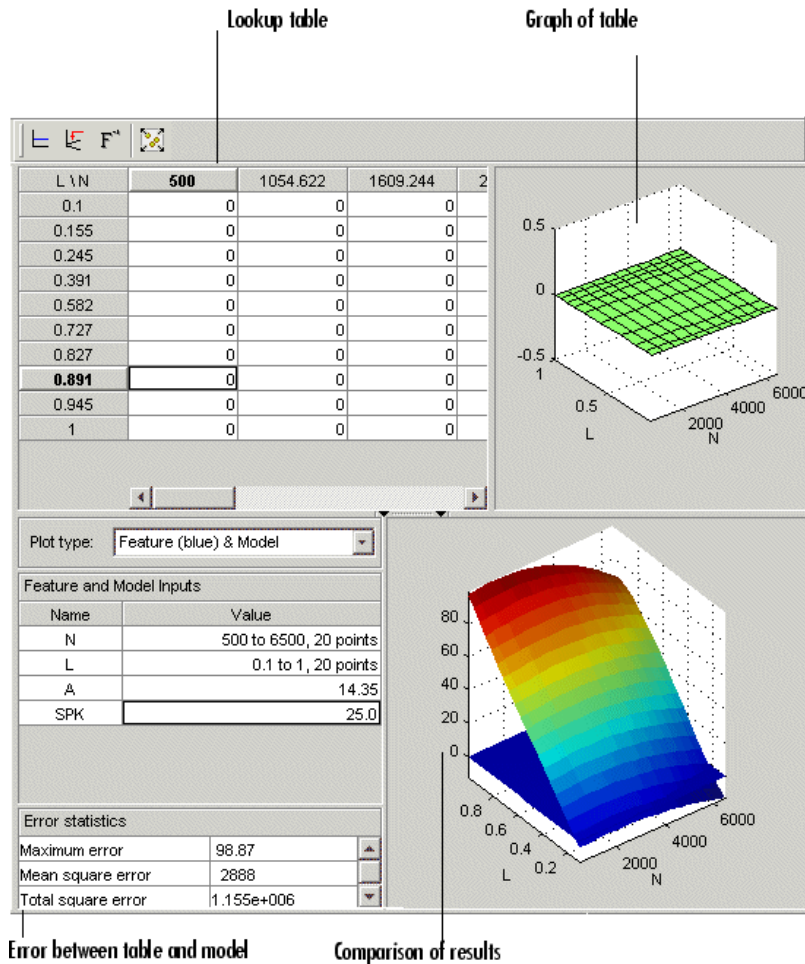 Lookup table
Graph of table
F
L \ N 500 1054.622 1609.244 2
0.1 0 0 0
0.155 0 0 0
0.245 0 0 0
0.391 0 0 0
0.582 0 0 0
0.727 0 0 0
0.827 0 0 0
0.891 0 0 0
0.945 0 0 0
1 0 0 0
0.5
0
-0.5
1
0.5
L
2000
4000
6000
N
Plot type: Feature (blue) & Model
Feature and Model Inputs
Name Value
N 500 to 6500, 20 points
L 0.1 to 1, 20 points
A 14.35
SPK 25.0
Error statistics
Maximum error 98.87
Mean square error 2888
Total square error 1.155e+006
80
60
40
20
0
0.8
0.6
0.4
0.2
L
2000
4000
6000
N
Error between table and model
Comparison of results